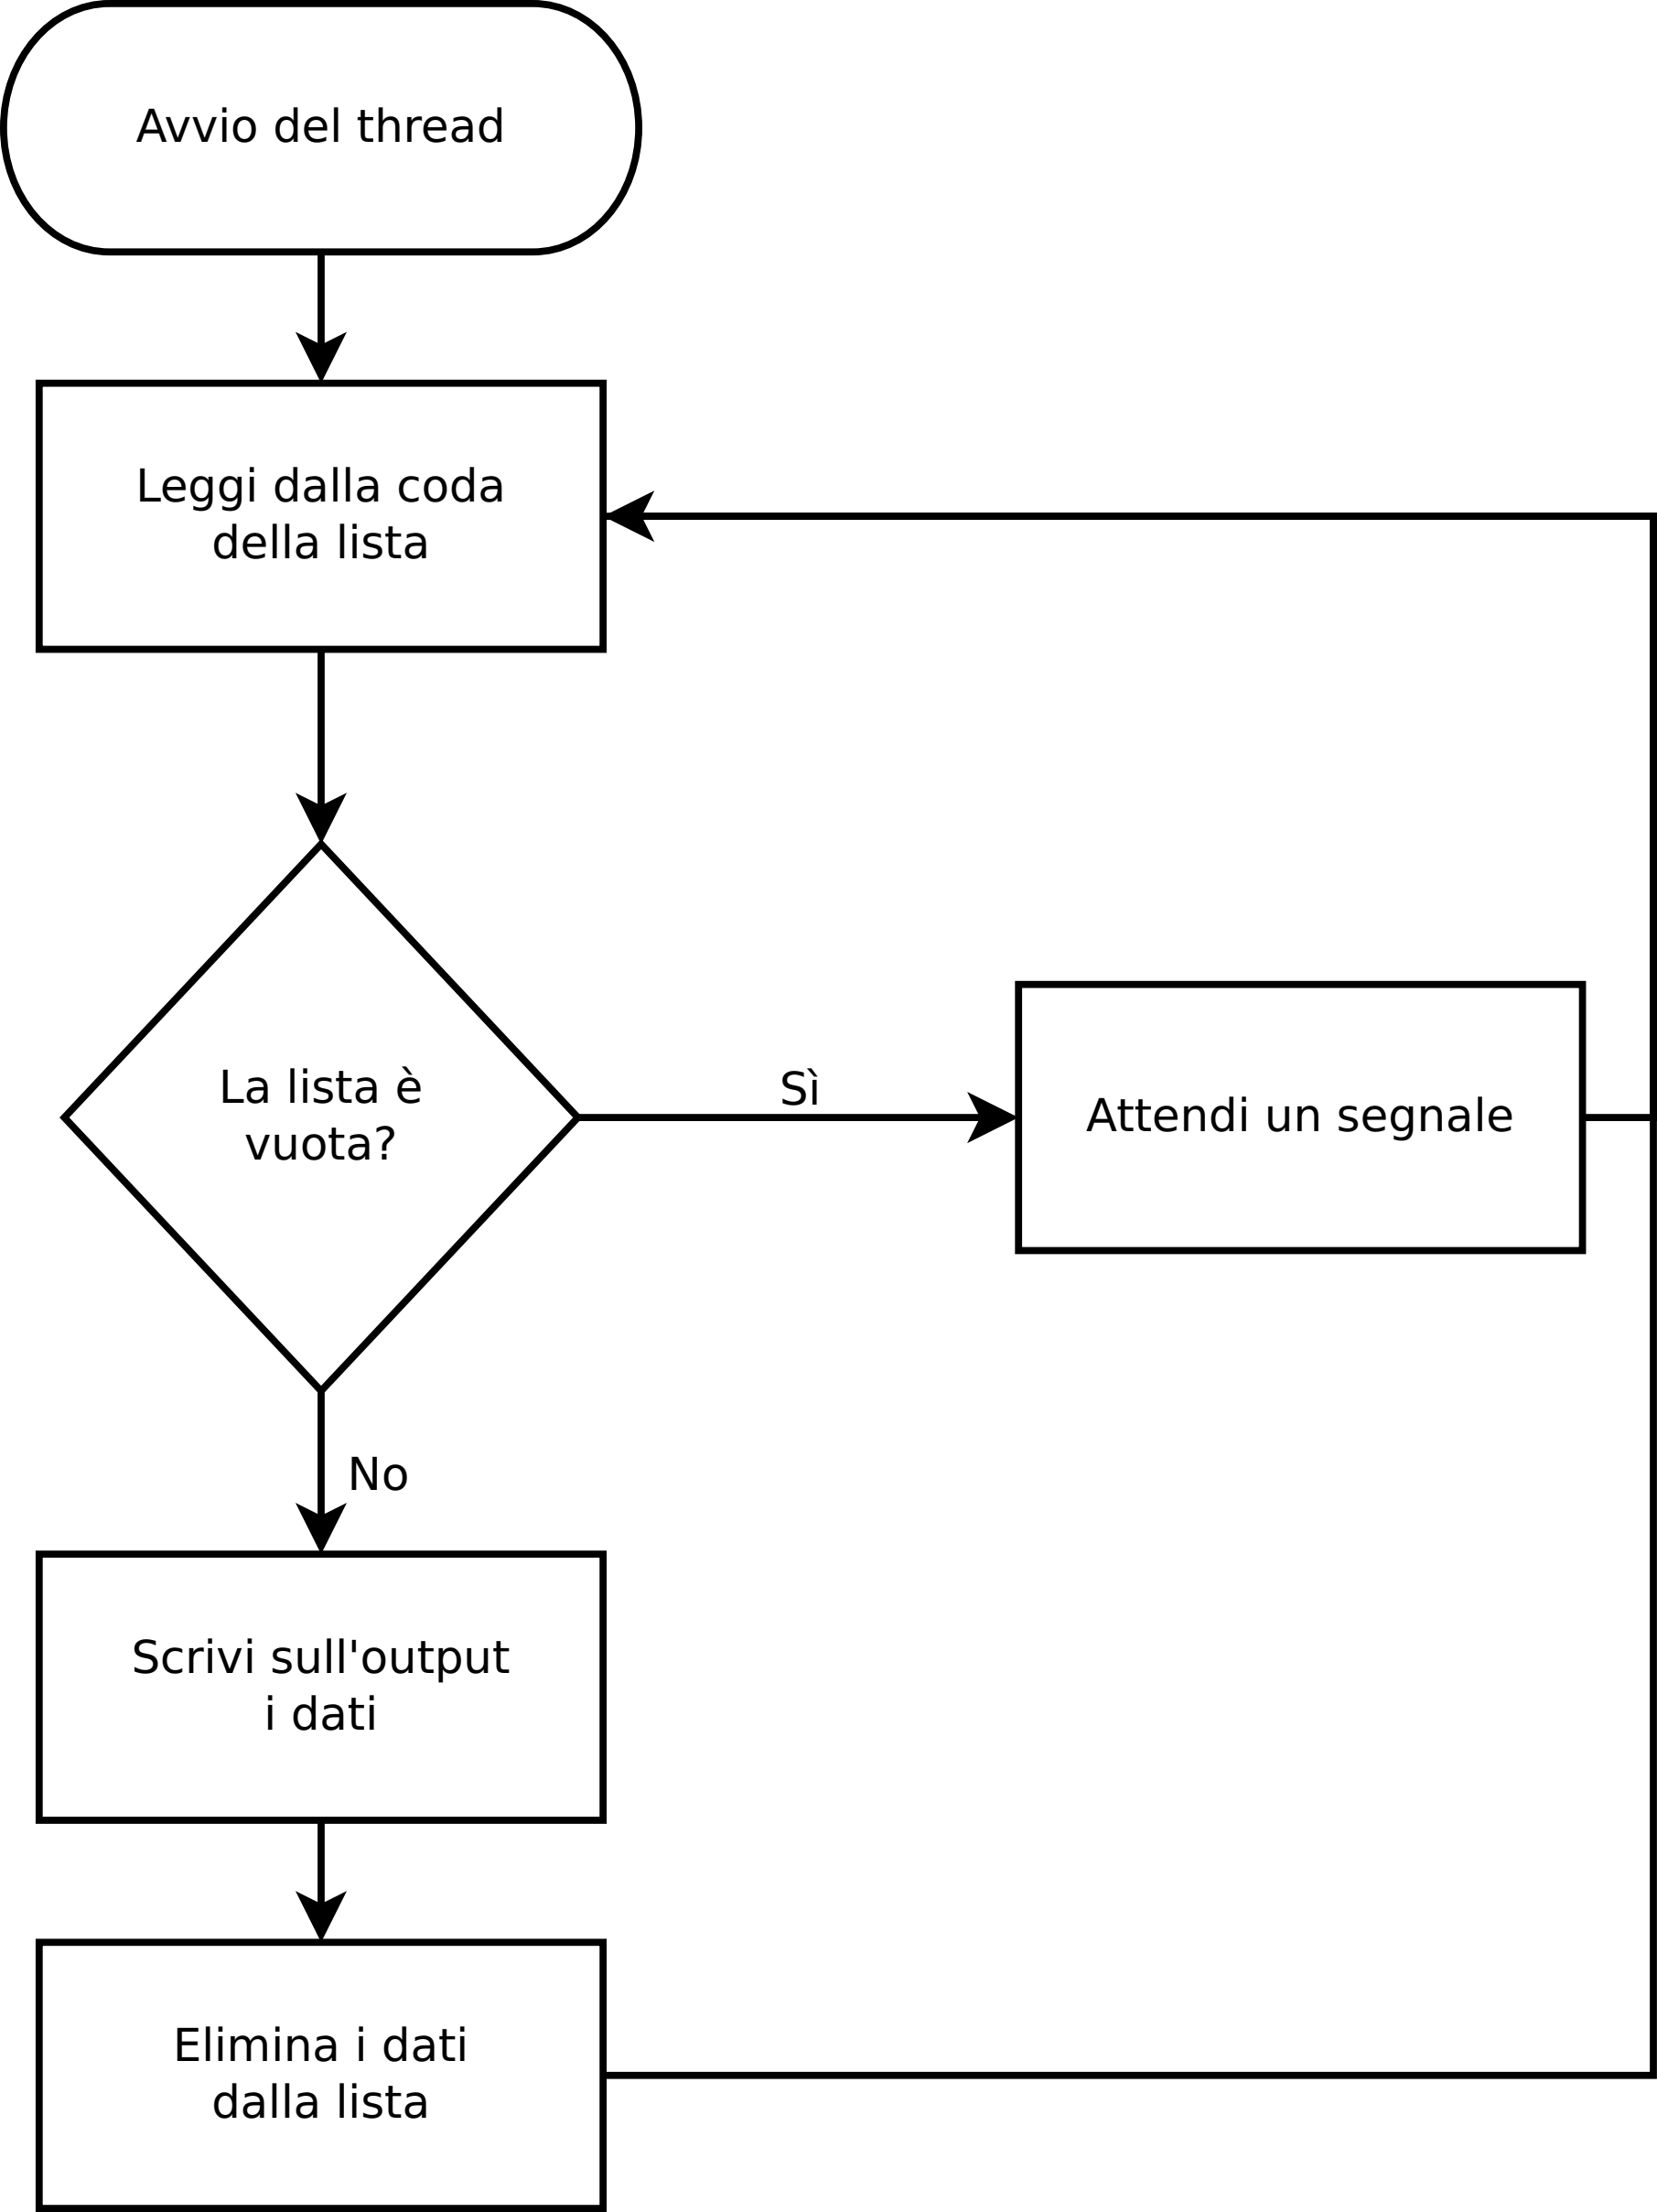 Avvio del thread
Leggi dalla coda
della lista
La lista è
vuota?
Sì
Attendi un segnale
No
Scrivi sull'output
i dati
Elimina i dati
dalla lista